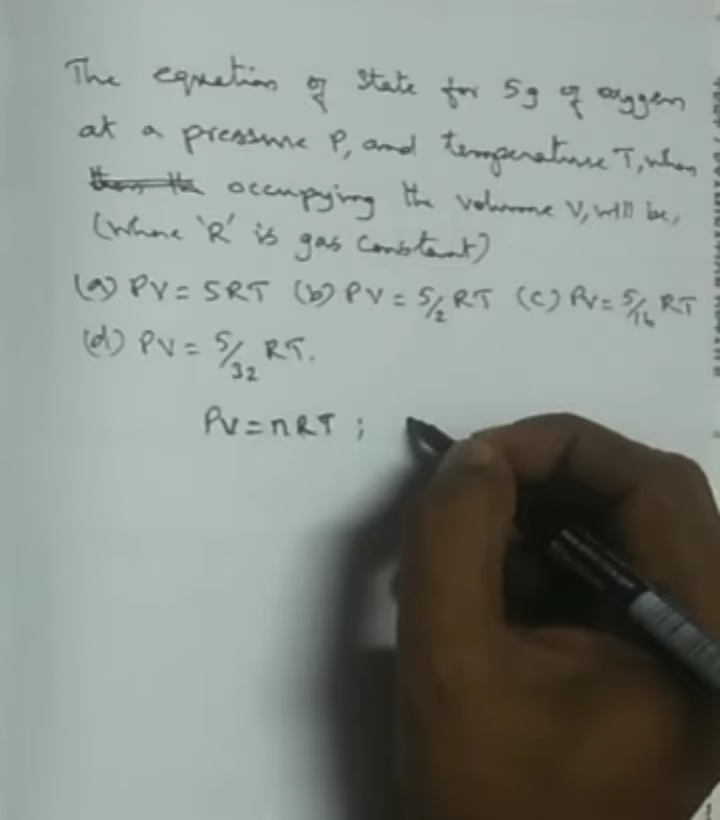 The equation of state for 5g of oxygen
at a pressure P, and temperature T, when
occupying the volume V, will be,
(where 'R' is gas constant)
(a) PV = 5RT (b) PV = 5/2 RT (c) PV = 5/16 RT
(d) PV = 5/32 RT.
PV = nRT ;